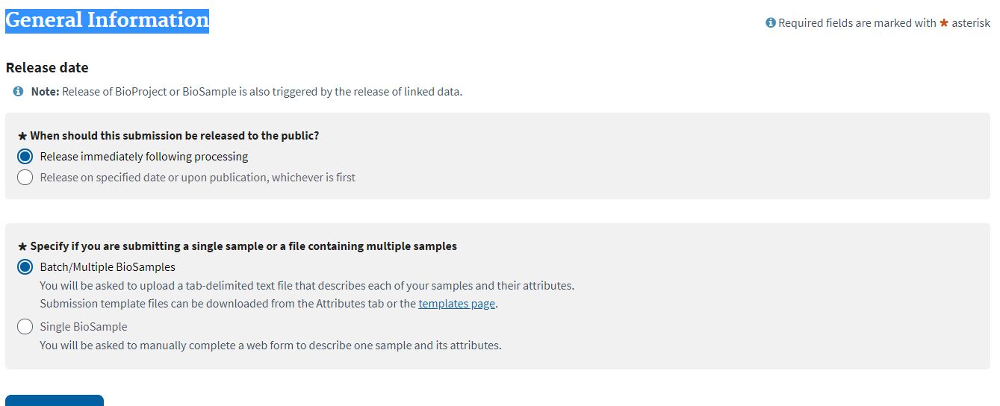 General Information
Required fields are marked with * asterisk
Release date
Note: Release of BioProject or BioSample is also triggered by the release of linked data.
* When should this submission be released to the public?
Release immediately following processing
Release on specified date or upon publication, whichever is first
* Specify if you are submitting a single sample or a file containing multiple samples
Batch/Multiple BioSamples
You will be asked to upload a tab-delimited text file that describes each of your samples and their attributes.
Submission template files can be downloaded from the Attributes tab or the templates page.
Single BioSample
You will be asked to manually complete a web form to describe one sample and its attributes.